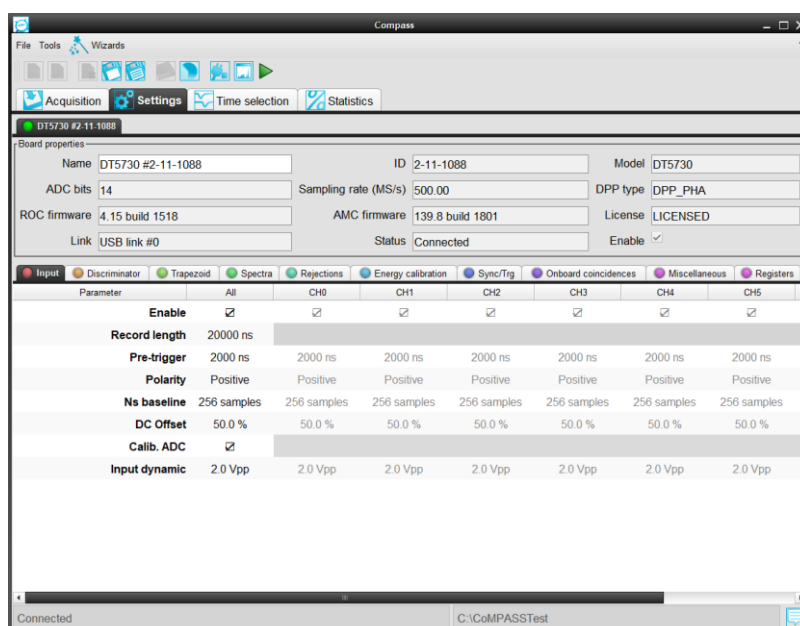 Compass
File Tools Wizards
Acquisition Settings Time selection Statistics
DT5730 #2-11-1088
Board properties
Name DT5730 #2-11-1088 ID 2-11-1088 Model DT5730
ADC bits 14 Sampling rate (MS/s) 500.00 DPP type DPP_PHA
ROC firmware 4.15 build 1518 AMC firmware 139.8 build 1801 License LICENSED
Link USB link #0 Status Connected Enable
Input Discriminator Trapezoid Spectra Rejections Energy calibration Sync/Trg Onboard coincidences Miscellaneous Registers
Parameter All CH0 CH1 CH2 CH3 CH4 CH5
Enable
Record length 20000 ns
Pre-trigger 2000 ns 2000 ns 2000 ns 2000 ns 2000 ns 2000 ns 2000 ns
Polarity Positive Positive Positive Positive Positive Positive Positive
Ns baseline 256 samples 256 samples 256 samples 256 samples 256 samples 256 samples 256 samples
DC Offset 50.0 % 50.0 % 50.0 % 50.0 % 50.0 % 50.0 % 50.0 %
Calib. ADC
Input dynamic 2.0 Vpp 2.0 Vpp 2.0 Vpp 2.0 Vpp 2.0 Vpp 2.0 Vpp 2.0 Vpp
Connected C:\CoMPASSTest